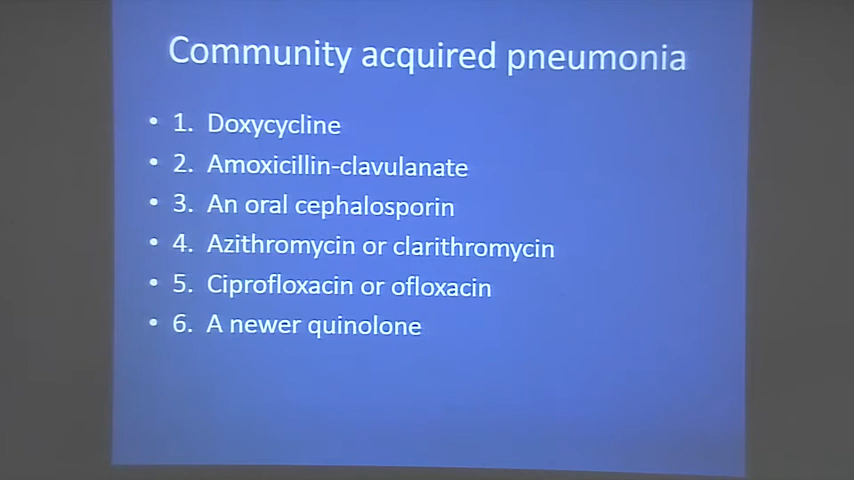 Community acquired pneumonia
• 1. Doxycycline
• 2. Amoxicillin-clavulanate
• 3. An oral cephalosporin
• 4. Azithromycin or clarithromycin
• 5. Ciprofloxacin or ofloxacin
• 6. A newer quinolone